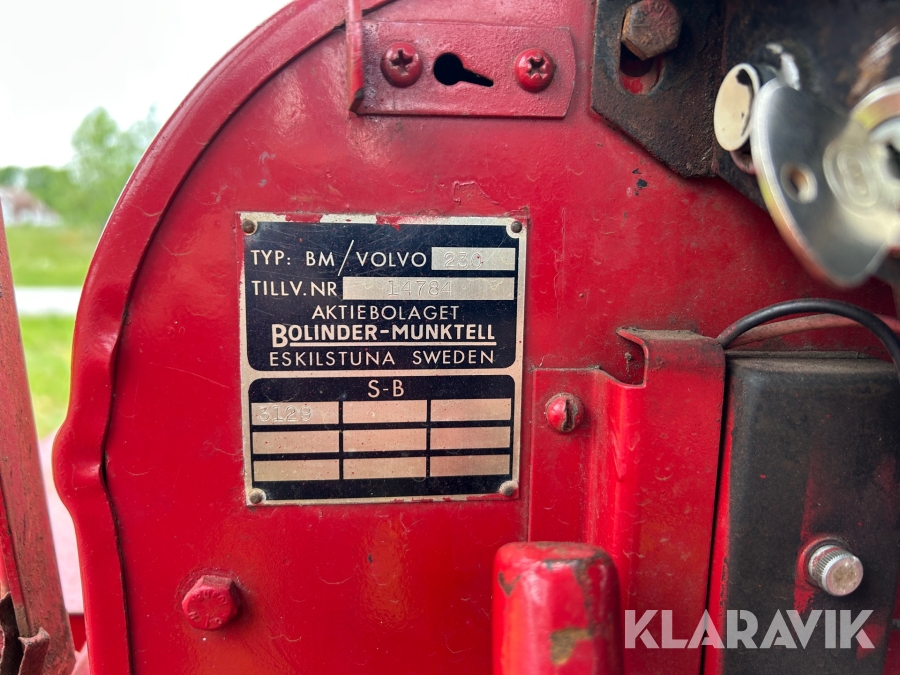 TYP: BM/VOLVO 230
TILLV.NR 14784
AKTIEBOLAGET
BOLINDER-MUNKTELL
ESKILSTUNA SWEDEN
S-B
3129
KLARAVIK